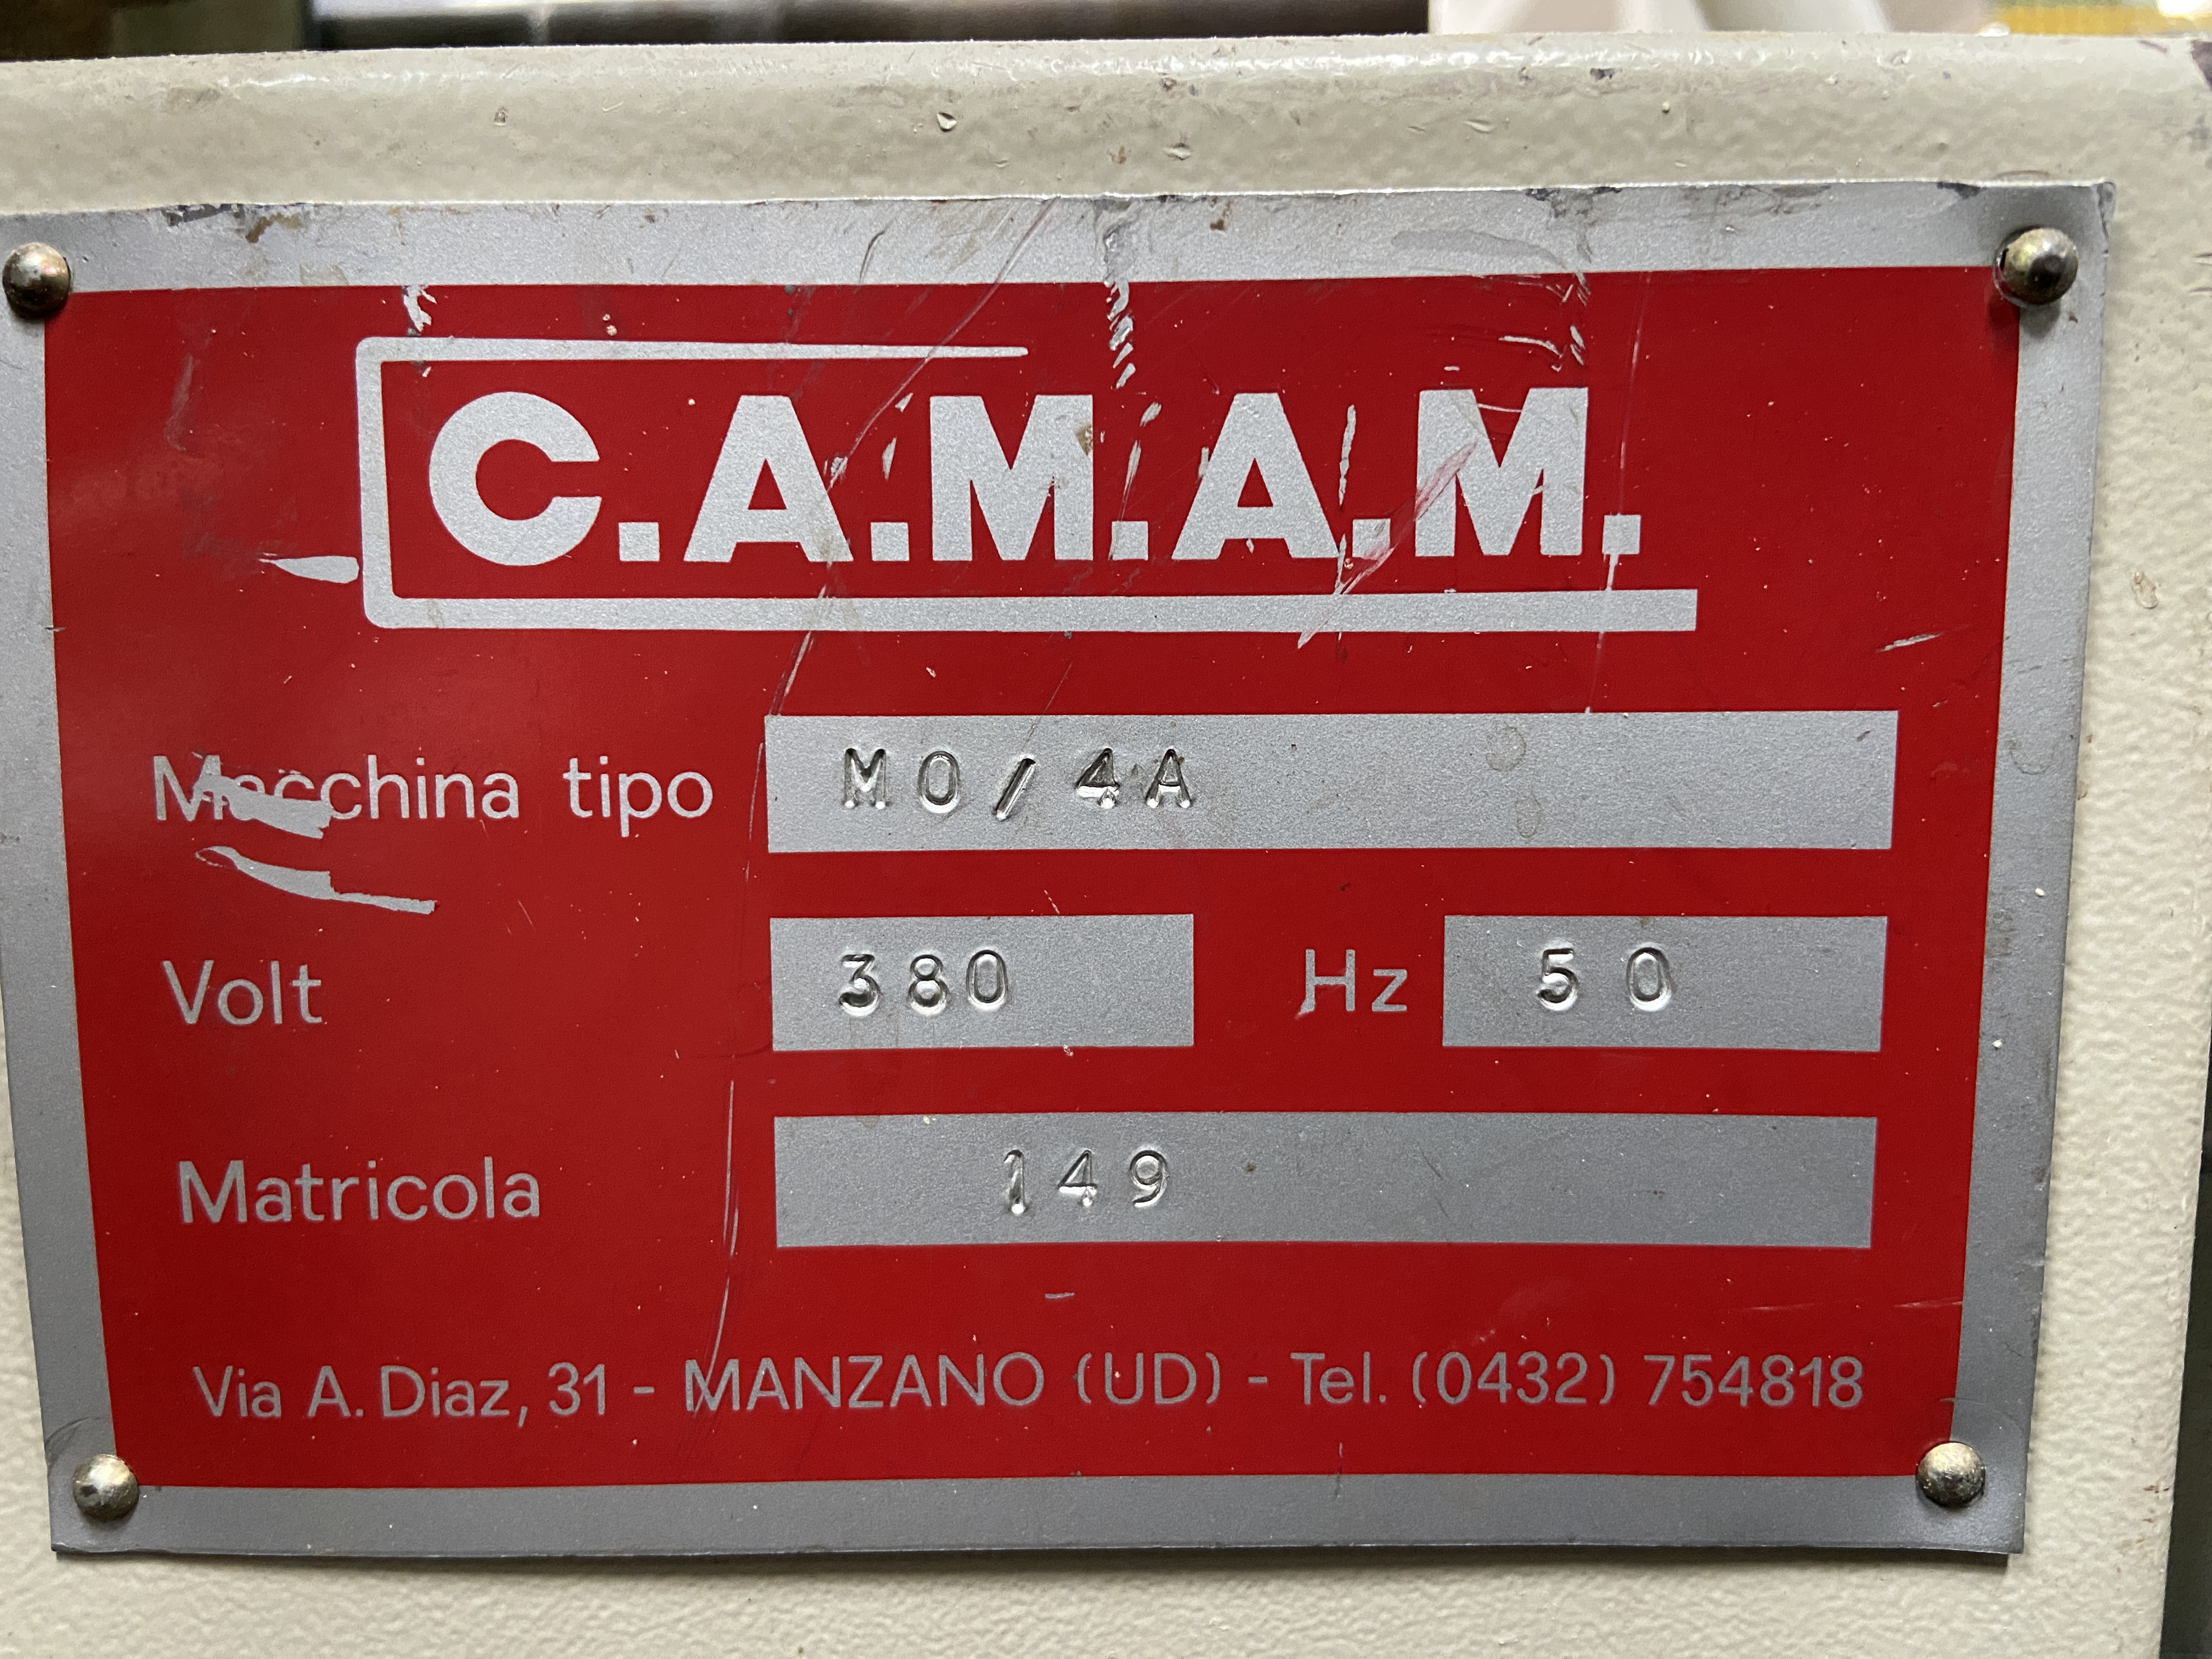 C.A.M.A.M.
Macchina tipo MO/4A
Volt 380 Hz 50
Matricola 149
Via A. Diaz, 31 - MANZANO (UD) - Tel. (0432) 754818